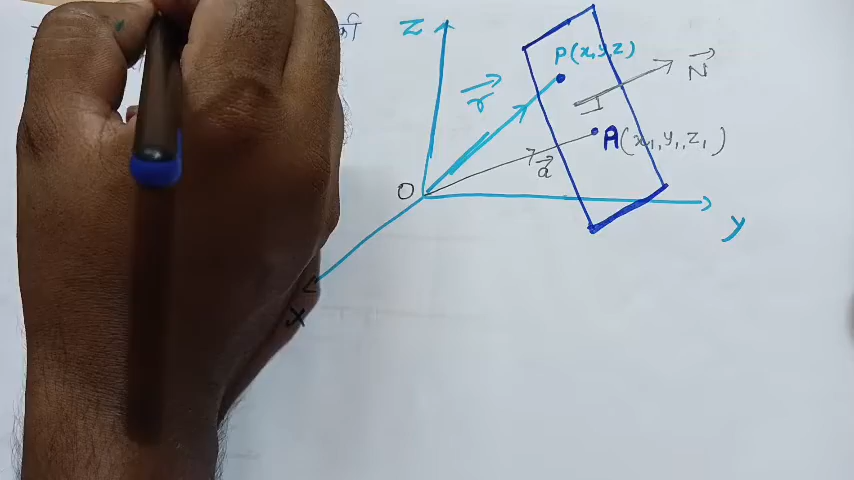 Z
P(x,y,z)
r⃗
N⃗
A(x₁,y₁,z₁)
a⃗
O
y
X